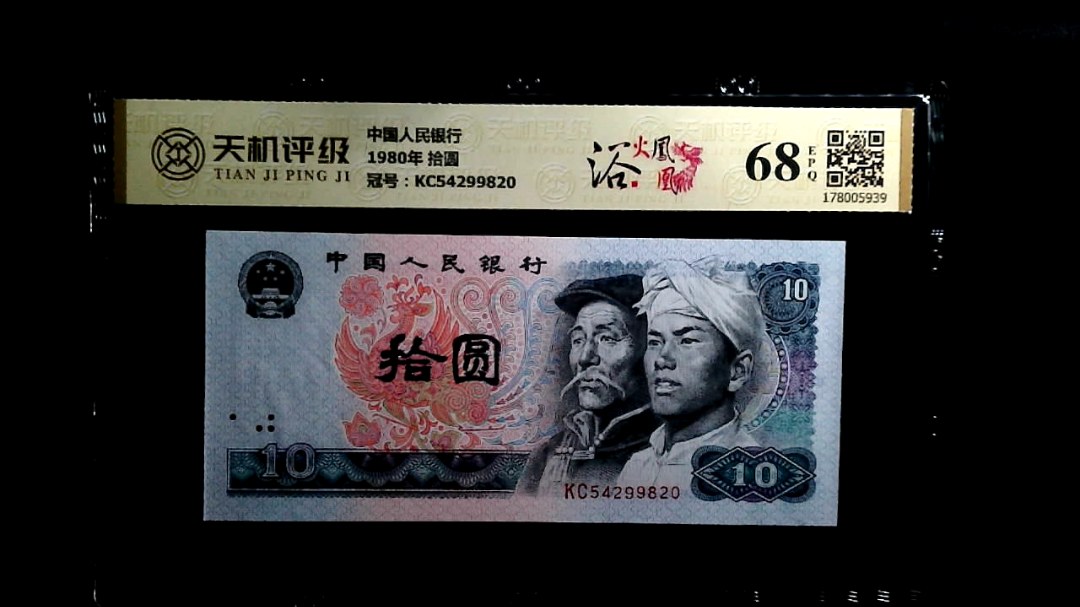 天机评级
TIAN JI PING JI
中国人民银行
1980年 拾圆
冠号：KC54299820
浴火凤凰
68
EPQ
178005939
中国人民银行
10
拾圆
10
KC54299820
10